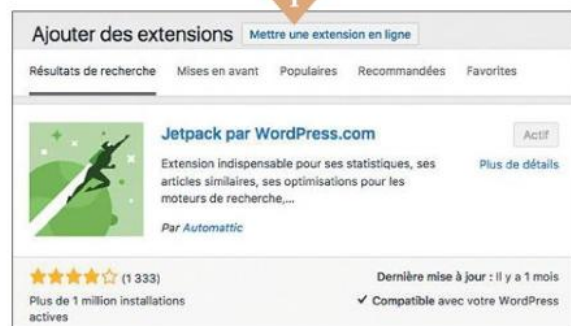 1
Ajouter des extensions Mettre une extension en ligne
Résultats de recherche Mises en avant Populaires Recommandées Favorites
Jetpack par WordPress.com Actif
Extension indispensable pour ses statistiques, ses Plus de détails
articles similaires, ses optimisations pour les
moteurs de recherche,...
Par Automattic
(1 333) Dernière mise à jour : Il y a 1 mois
Plus de 1 million installations ✓ Compatible avec votre WordPress
actives